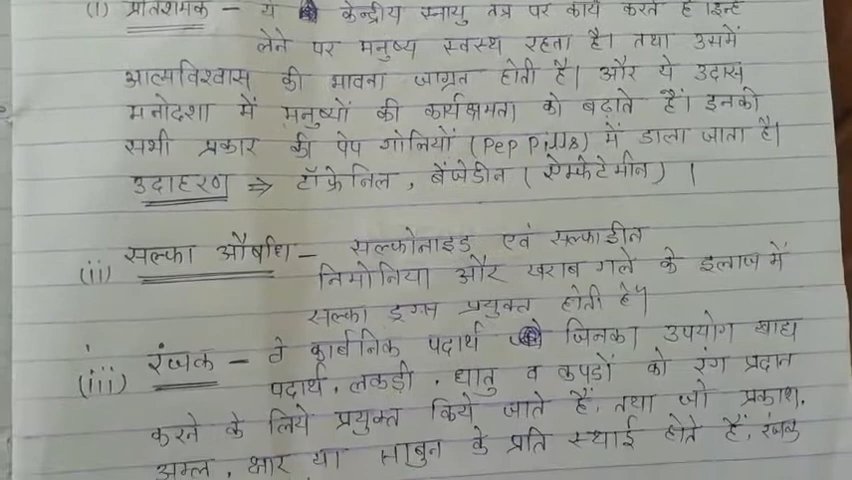 (i) प्रतिशमक – ये केन्द्रीय स्नायु तंत्र पर कार्य करते है। इन्हें
लेने पर मनुष्य स्वस्थ रहता है। तथा उसमें
आत्मविश्वास की भावना जाग्रत होती है। और ये उदास
मनोदशा में मनुष्यों की कार्यक्षमता को बढ़ाते हैं। इनको
सभी प्रकार की पेप गोलियों (Pep Pills) में डाला जाता है।
उदाहरण ⇒ टॉफ्रेनिल, बेंजेडीन (ऐम्फेटेमीन) ।
(ii) सल्फा औषधि – सल्फोनाइड एवं सल्फाडीन
निमोनिया और खराब गले के इलाज में
सल्फा ड्रग्स प्रयुक्त होती हैं।
(iii) रंजक – वे कार्बनिक पदार्थ जिनका उपयोग खाद्य
पदार्थ, लकड़ी, धातु व कपड़ों को रंग प्रदान
करने के लिये प्रयुक्त किये जाते हैं, तथा जो प्रकाश,
अम्ल, क्षार या साबुन के प्रति स्थाई होते हैं, रंजक